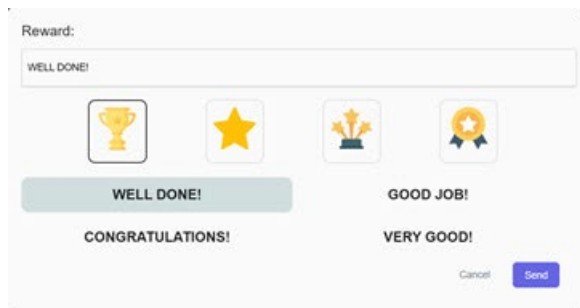 Reward:
WELL DONE!
WELL DONE! GOOD JOB!
CONGRATULATIONS! VERY GOOD!
Cancel Send